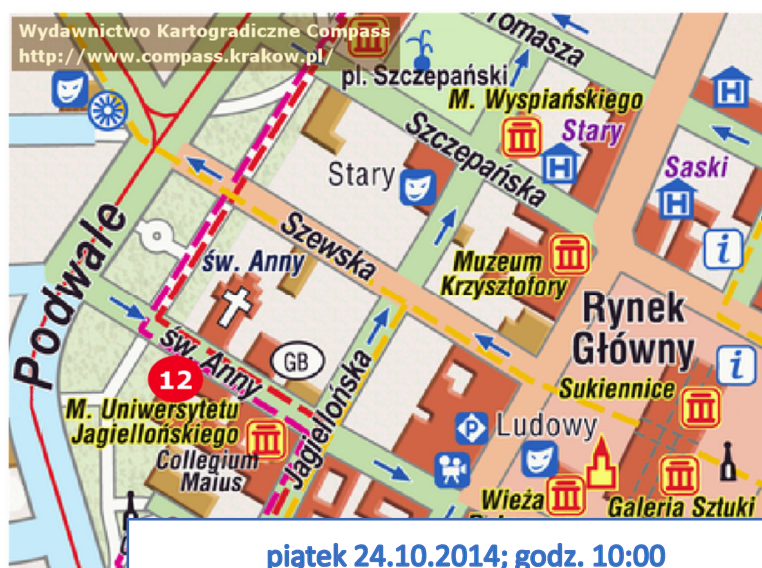 Wydawnictwo Kartogradiczne Compass
http://www.compass.krakow.pl/
Tomasza
pl. Szczepański
M. Wyspiańskiego
H
Stary
Szczepańska
Saski
H
H
Stary
Szewska
i
Muzeum
Krzysztofory
św. Anny
Rynek
Główny
Podwale
św. Anny
GB
12
i
Sukiennice
M. Uniwersytetu
Jagiellońskiego
Jagiellońska
P
Ludowy
Collegium
Maius
Wieża
Galeria Sztuki
piątek 24.10.2014; godz. 10:00